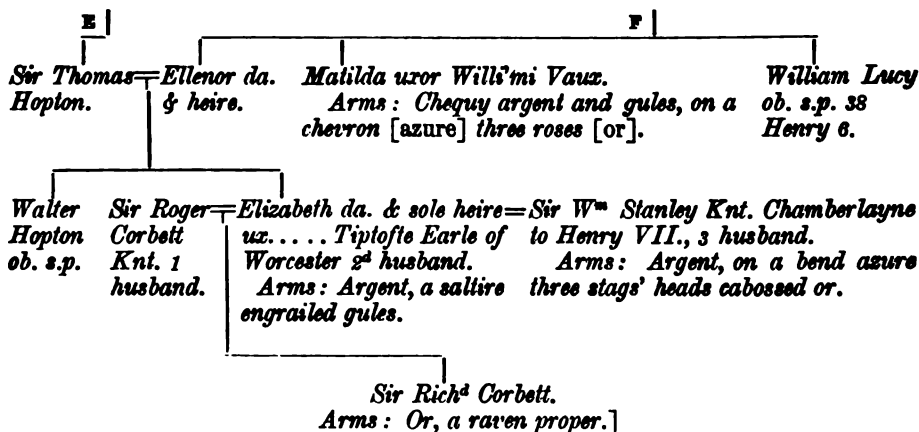 E F
Sir Thomas=Ellenor da. Matilda uxor Willi'mi Vaux. William Lucy
Hopton. & heire. Arms: Chequy argent and gules, on a ob. s.p. 38
chevron [azure] three roses [or]. Henry 6.
Walter Sir Roger=Elizabeth da. & sole heire=Sir Wm Stanley Knt. Chamberlayne
Hopton Corbett ux..... Tiptofte Earle of to Henry VII., 3 husband.
ob. s.p. Knt. 1 Worcester 2d husband. Arms: Argent, on a bend azure
husband. Arms: Argent, a saltire three stags' heads cabossed or.
engrailed gules.
Sir Richd Corbett.
Arms: Or, a raven proper.]